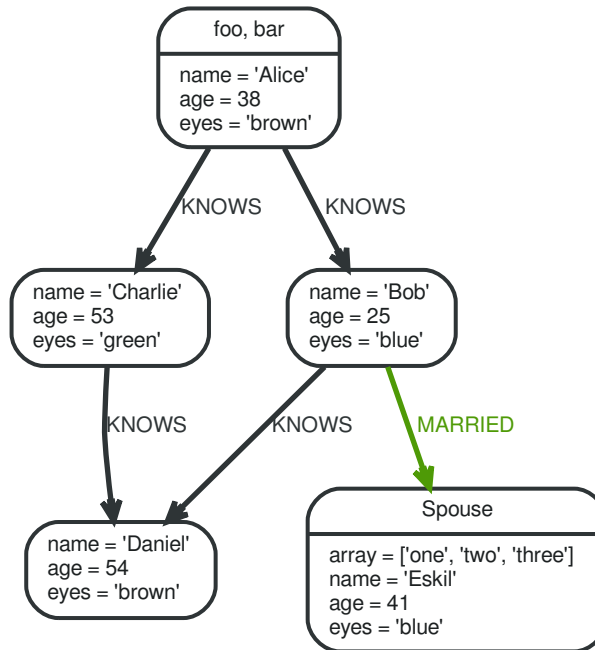 foo, bar
name = 'Alice'
age = 38
eyes = 'brown'
KNOWS
KNOWS
name = 'Charlie'
age = 53
eyes = 'green'
name = 'Bob'
age = 25
eyes = 'blue'
KNOWS
KNOWS
MARRIED
name = 'Daniel'
age = 54
eyes = 'brown'
Spouse
array = ['one', 'two', 'three']
name = 'Eskil'
age = 41
eyes = 'blue'